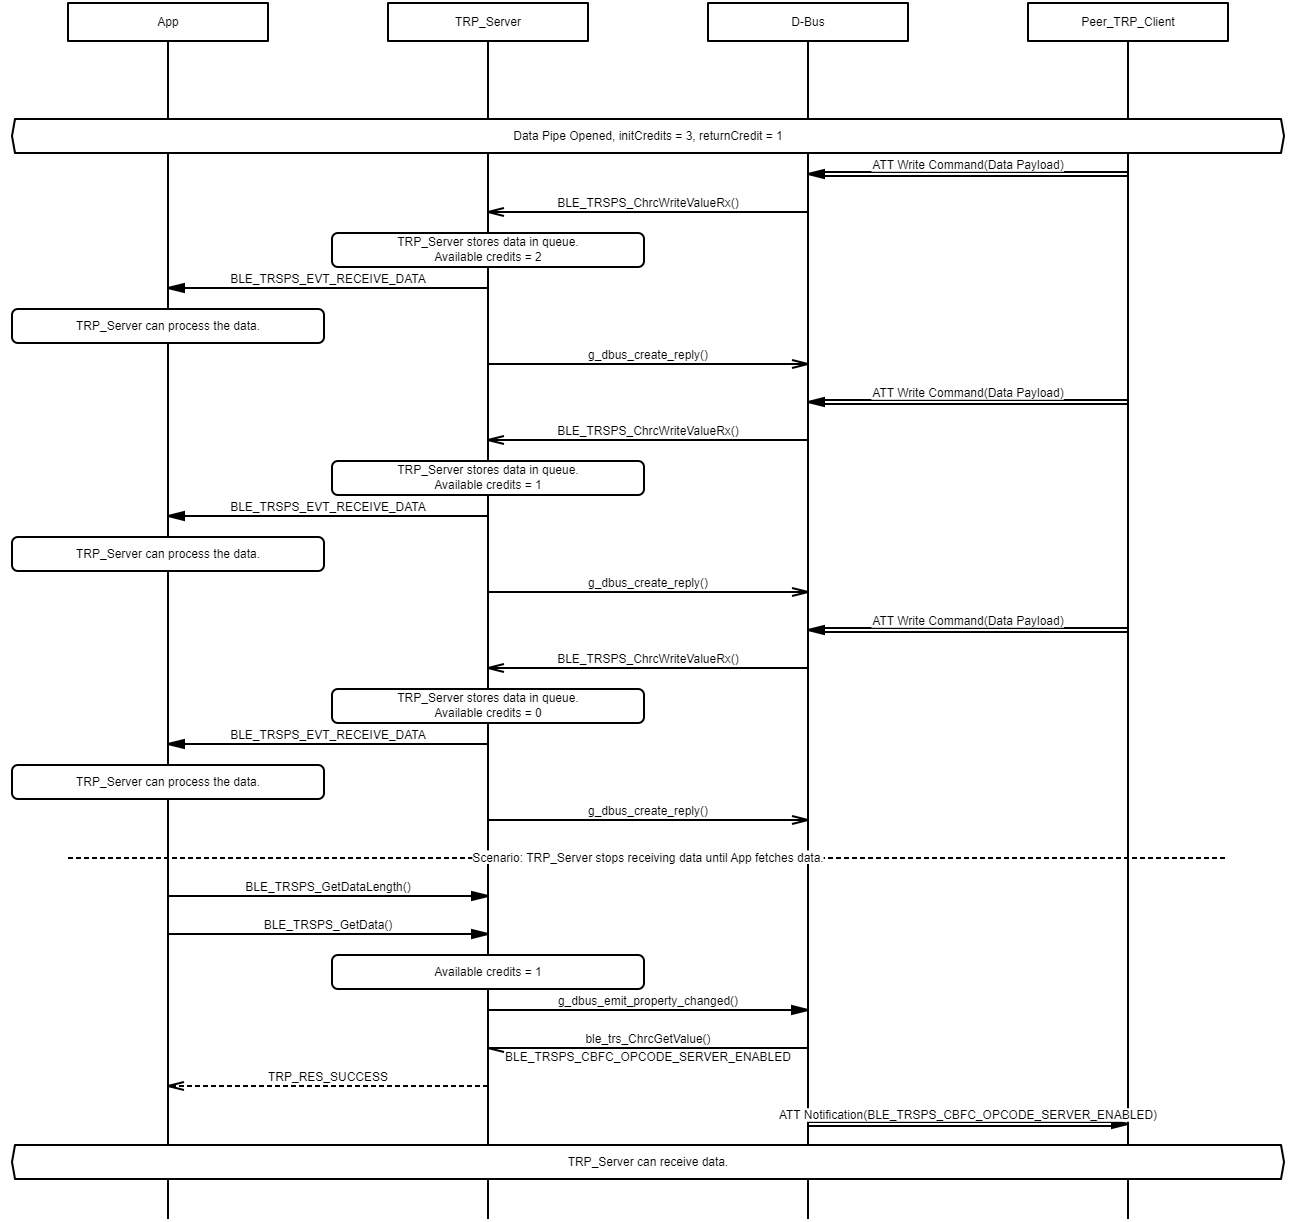 App
TRP_Server
D-Bus
Peer_TRP_Client
Data Pipe Opened, initCredits = 3, returnCredit = 1
ATT Write Command(Data Payload)
BLE_TRSPS_ChrcWriteValueRx()
TRP_Server stores data in queue.
Available credits = 2
BLE_TRSPS_EVT_RECEIVE_DATA
TRP_Server can process the data.
g_dbus_create_reply()
ATT Write Command(Data Payload)
BLE_TRSPS_ChrcWriteValueRx()
TRP_Server stores data in queue.
Available credits = 1
BLE_TRSPS_EVT_RECEIVE_DATA
TRP_Server can process the data.
g_dbus_create_reply()
ATT Write Command(Data Payload)
BLE_TRSPS_ChrcWriteValueRx()
TRP_Server stores data in queue.
Available credits = 0
BLE_TRSPS_EVT_RECEIVE_DATA
TRP_Server can process the data.
g_dbus_create_reply()
Scenario: TRP_Server stops receiving data until App fetches data.
BLE_TRSPS_GetDataLength()
BLE_TRSPS_GetData()
Available credits = 1
g_dbus_emit_property_changed()
ble_trs_ChrcGetValue()
BLE_TRSPS_CBFC_OPCODE_SERVER_ENABLED
TRP_RES_SUCCESS
ATT Notification(BLE_TRSPS_CBFC_OPCODE_SERVER_ENABLED)
TRP_Server can receive data.